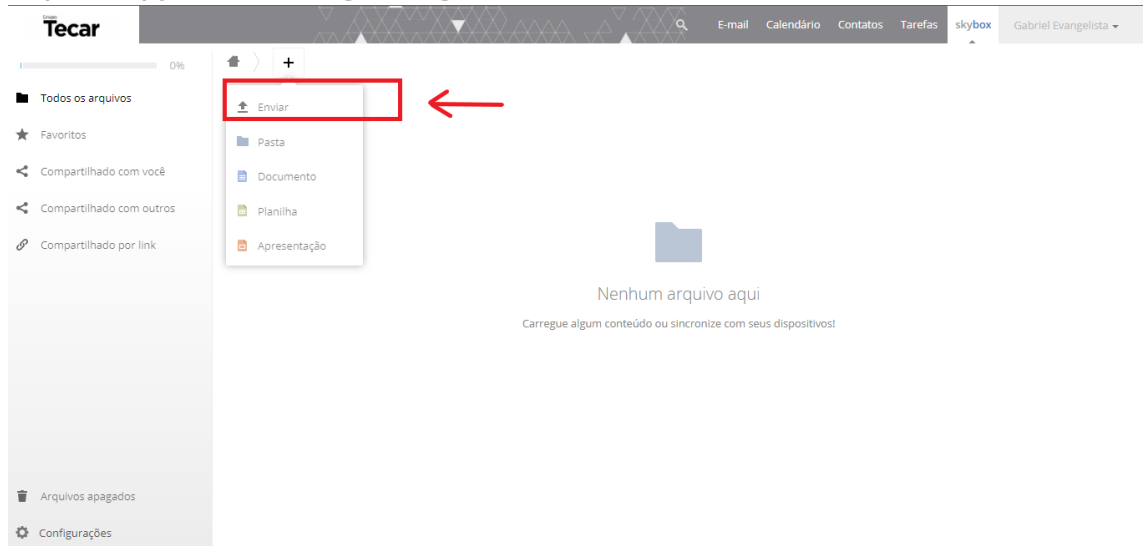 Tecar
E-mail Calendário Contatos Tarefas skybox Gabriel Evangelista
0%
+
Todos os arquivos
Favoritos
Compartilhado com você
Compartilhado com outros
Compartilhado por link
Enviar
Pasta
Documento
Planilha
Apresentação
Nenhum arquivo aqui
Carregue algum conteúdo ou sincronize com seus dispositivos!
Arquivos apagados
Configurações